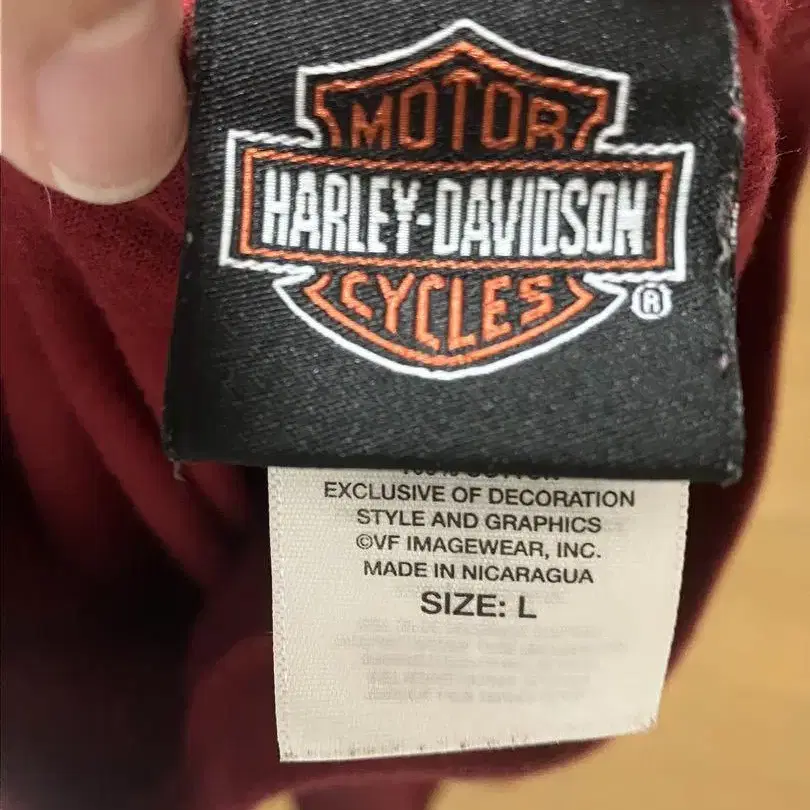 MOTOR
HARLEY-DAVIDSON
CYCLES
®
EXCLUSIVE OF DECORATION
STYLE AND GRAPHICS
©VF IMAGEWEAR, INC.
MADE IN NICARAGUA
SIZE: L